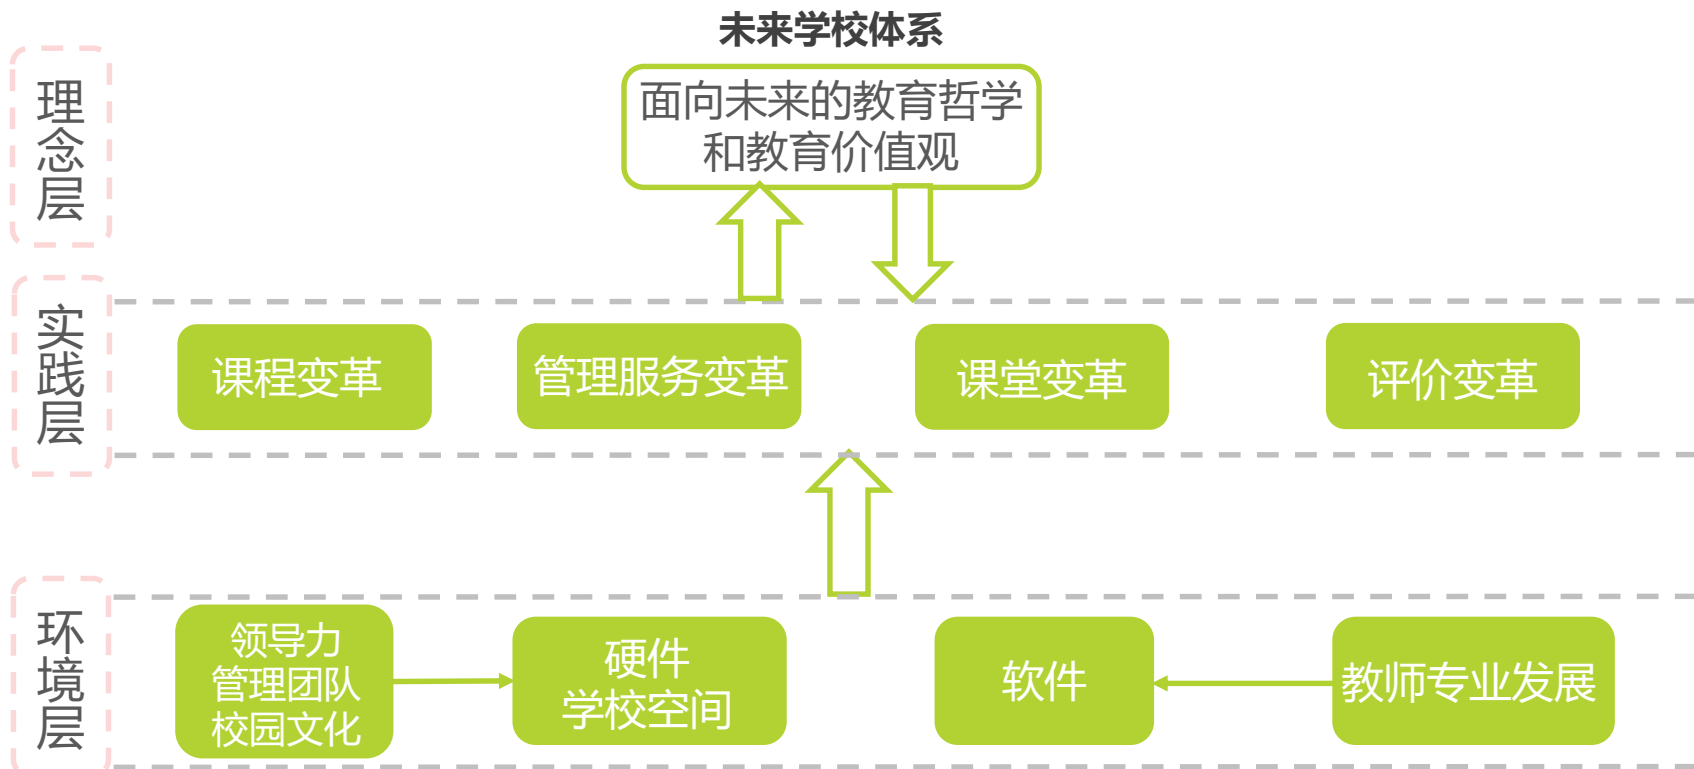 未来学校体系
理念层
面向未来的教育哲学
和教育价值观
实践层
课程变革
管理服务变革
课堂变革
评价变革
环境层
领导力
管理团队
校园文化
硬件
学校空间
软件
教师专业发展